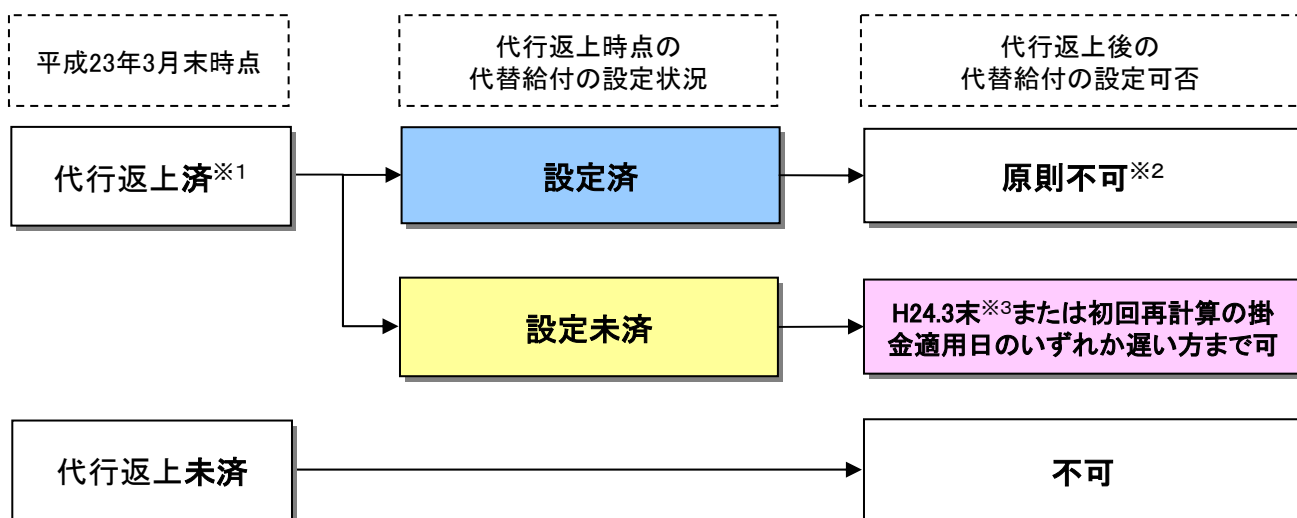 平成23年3月末時点
代行返上時点の
代替給付の設定状況
代行返上後の
代替給付の設定可否
代行返上済※1
設定済
原則不可※2
設定未済
H24.3末※3または初回再計算の掛
金適用日のいずれか遅い方まで可
代行返上未済
不可